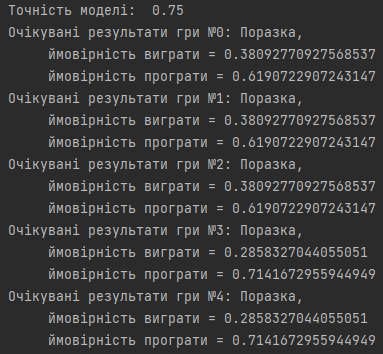 Точність моделі:  0.75
Очікувані результати гри №0: Поразка,
ймовірність виграти = 0.38092770927568537
ймовірність програти = 0.6190722907243147
Очікувані результати гри №1: Поразка,
ймовірність виграти = 0.38092770927568537
ймовірність програти = 0.6190722907243147
Очікувані результати гри №2: Поразка,
ймовірність виграти = 0.38092770927568537
ймовірність програти = 0.6190722907243147
Очікувані результати гри №3: Поразка,
ймовірність виграти = 0.2858327044055051
ймовірність програти = 0.7141672955944949
Очікувані результати гри №4: Поразка,
ймовірність виграти = 0.2858327044055051
ймовірність програти = 0.7141672955944949